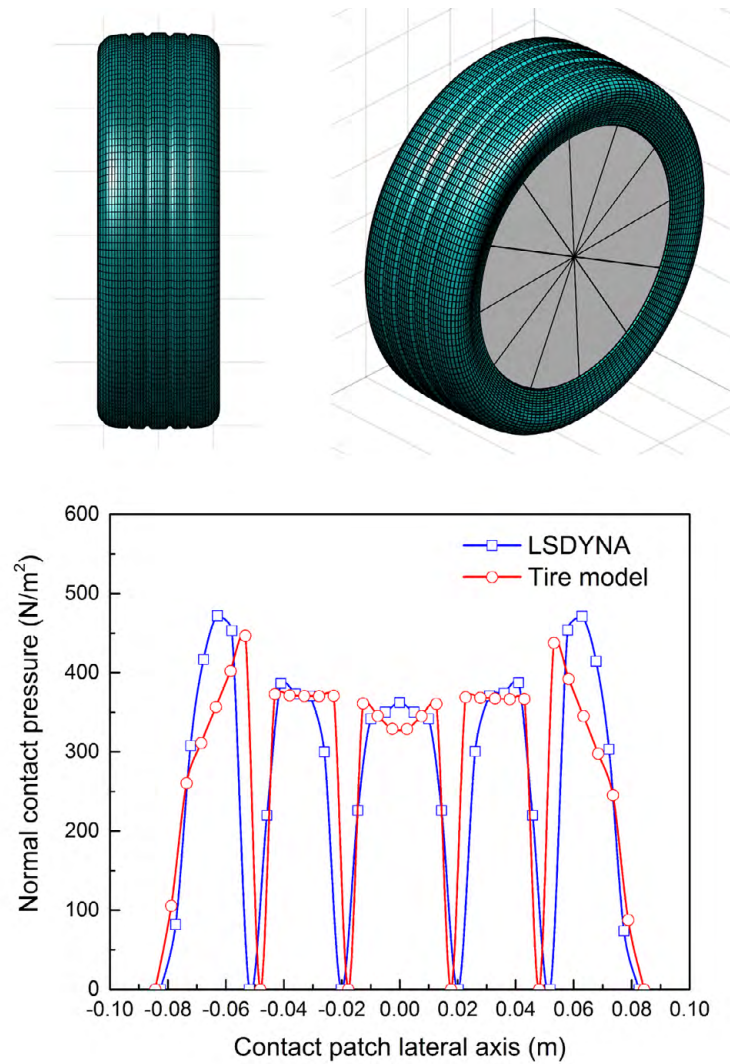 600
500
400
300
200
100
0
Normal contact pressure (N/m²)
LSDYNA
Tire model
-0.10 -0.08 -0.06 -0.04 -0.02 0.00 0.02 0.04 0.06 0.08 0.10
Contact patch lateral axis (m)